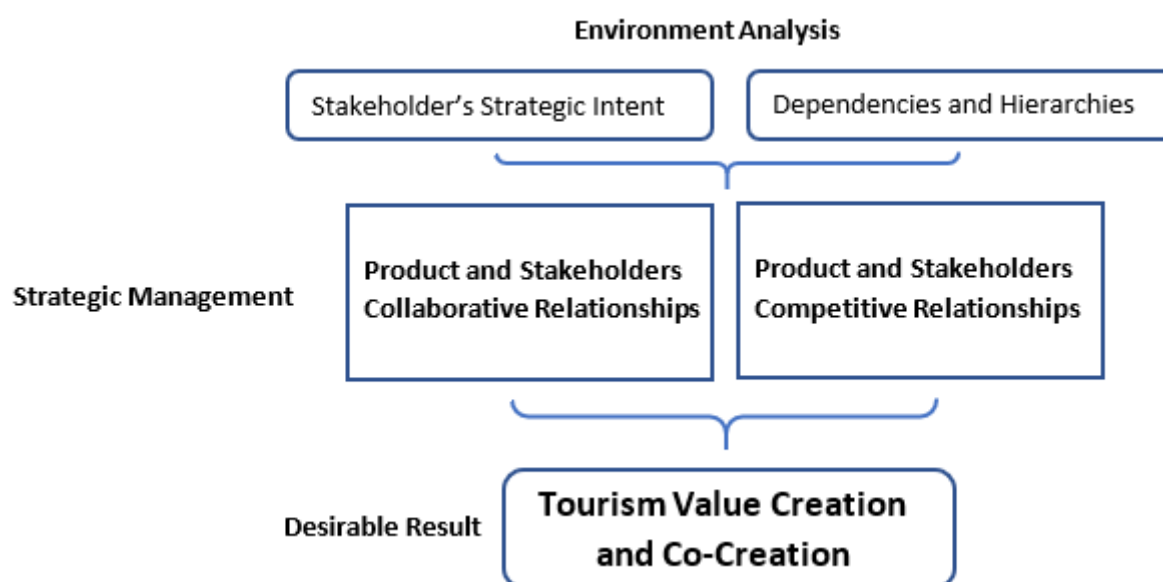 Environment Analysis
Stakeholder's Strategic Intent
Dependencies and Hierarchies
Strategic Management
Product and Stakeholders
Collaborative Relationships
Product and Stakeholders
Competitive Relationships
Desirable Result
Tourism Value Creation
and Co-Creation